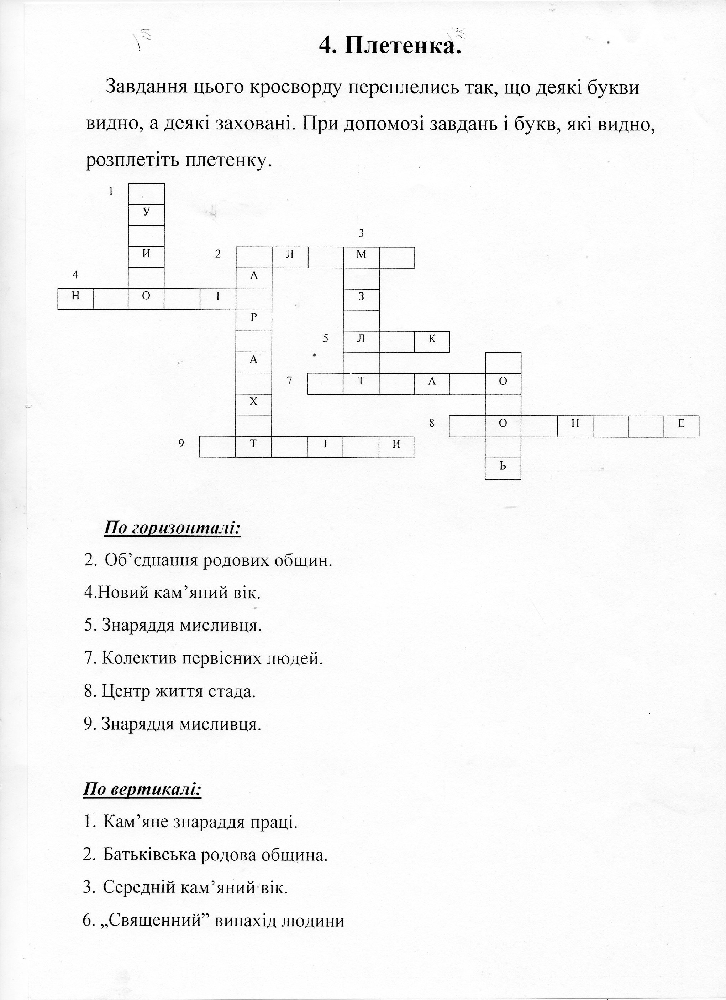 4. Плетенка.
Завдання цього кросворду переплелись так, що деякі букви
видно, а деякі заховані. При допомозі завдань і букв, які видно,
розплетіть плетенку.
1
У
3
И
2
Л
М
4
А
Н
О
І
З
Р
5
Л
К
А
7
Т
А
О
Х
8
О
Н
Е
9
Т
І
И
Ь
По горизонталі:
2. Об’єднання родових общин.
4.Новий кам’яний вік.
5. Знаряддя мисливця.
7. Колектив первісних людей.
8. Центр життя стада.
9. Знаряддя мисливця.
По вертикалі:
1. Кам’яне знараддя праці.
2. Батьківська родова община.
3. Середній кам’яний вік.
6. „Священний” винахід людини